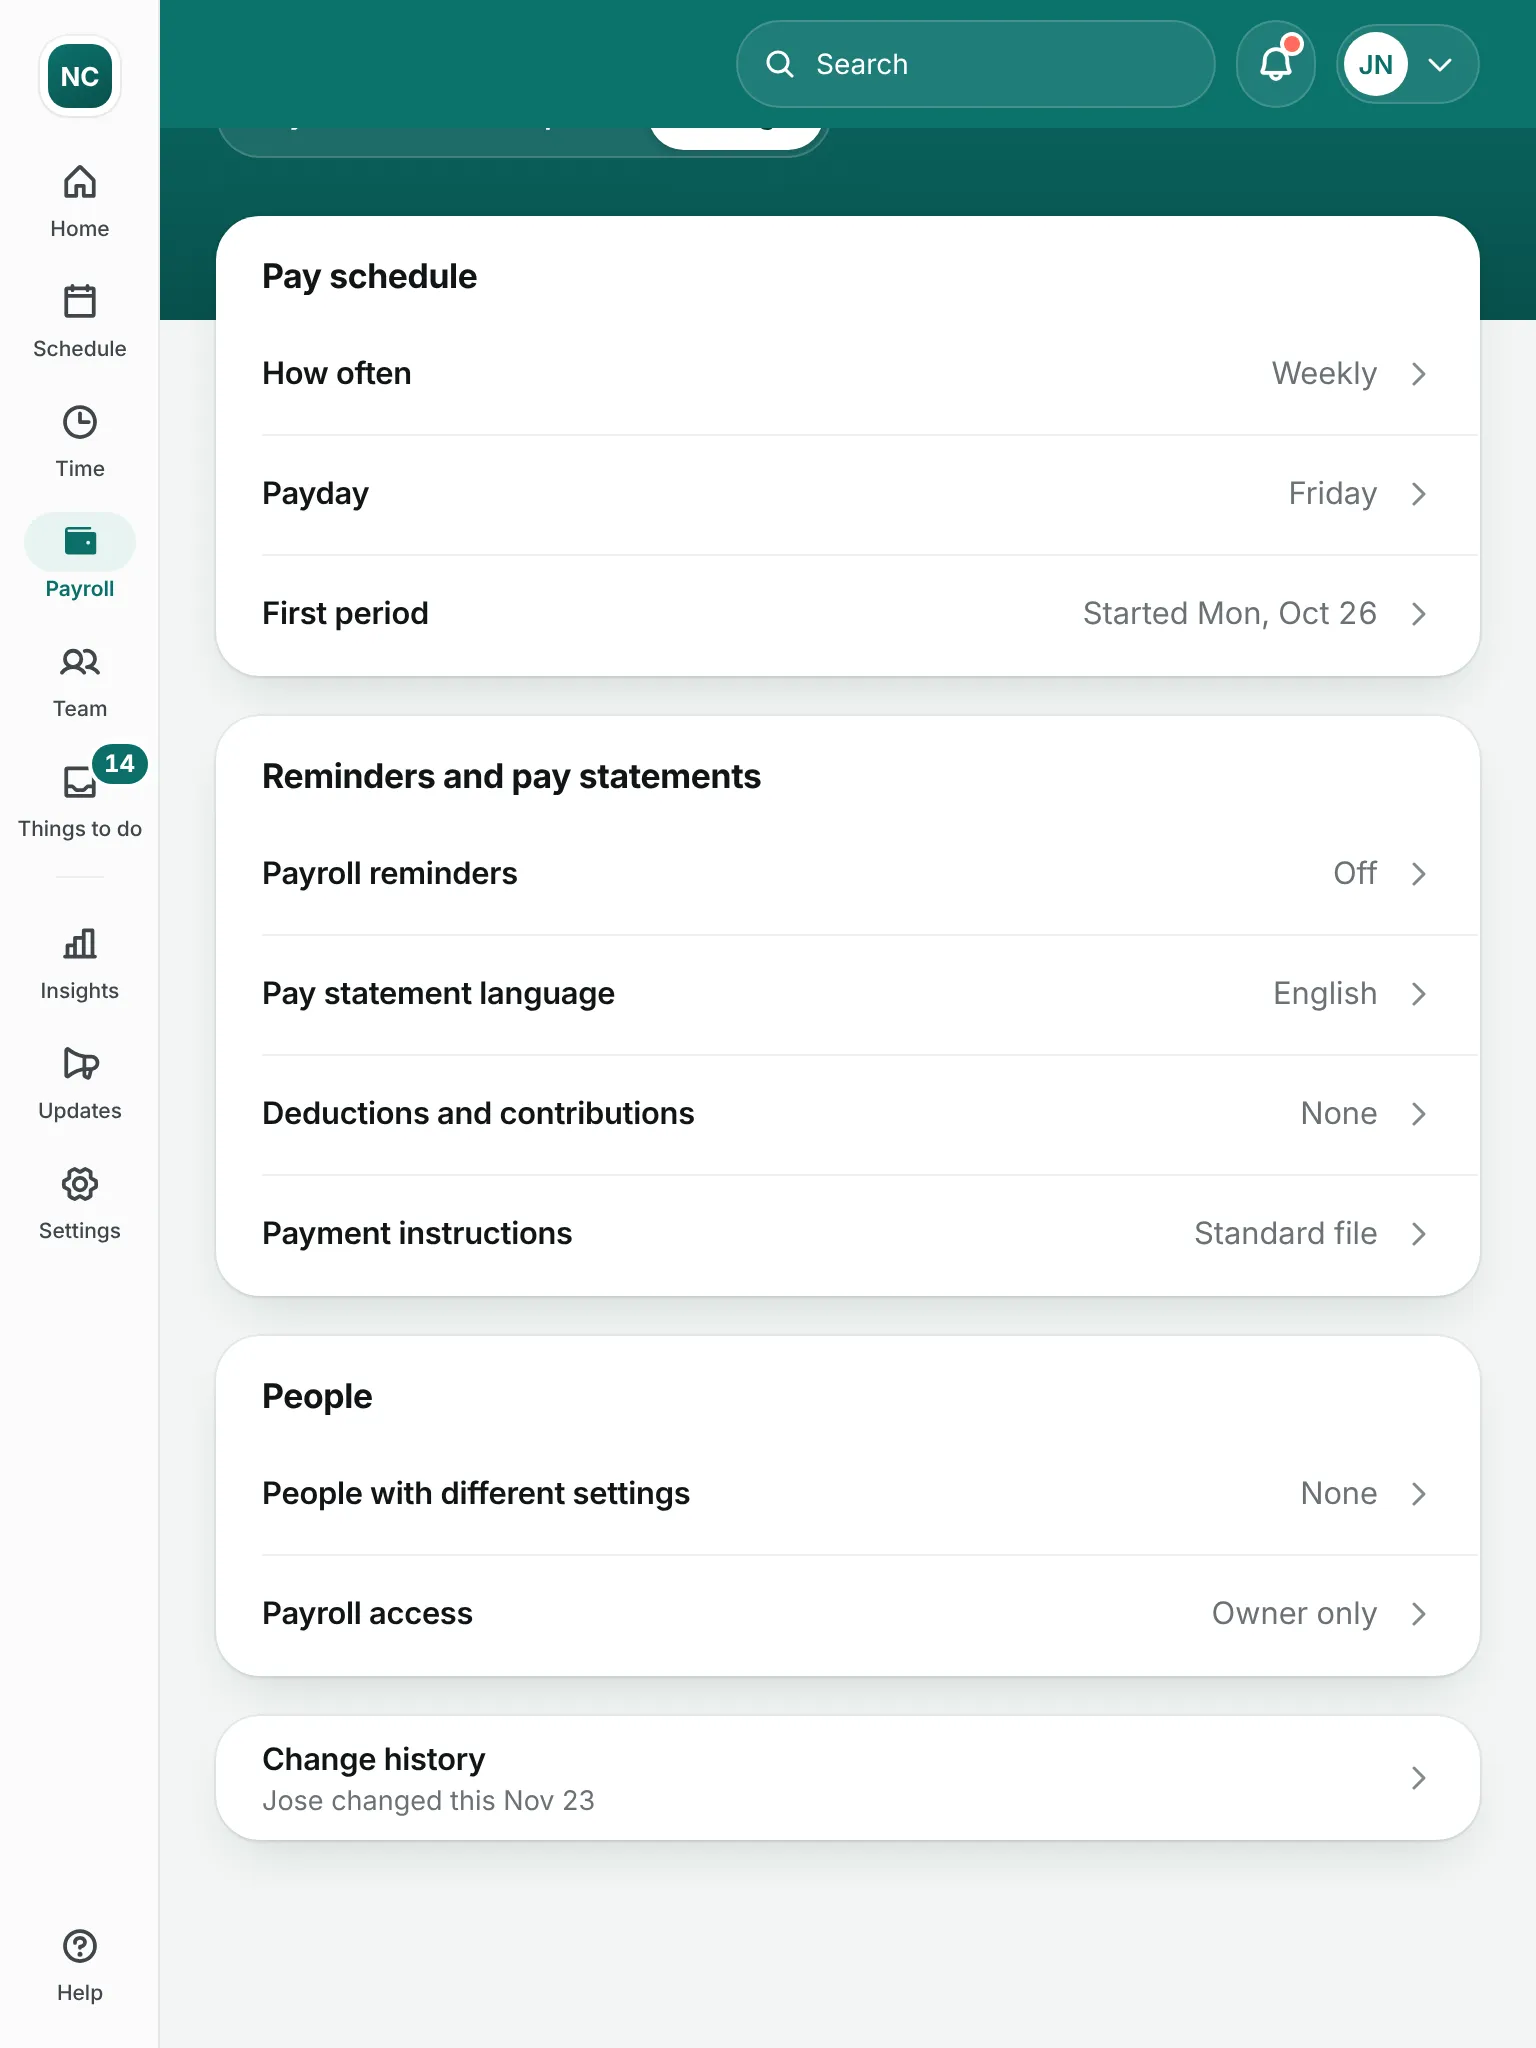 NC
Home
Schedule
Time
Payroll
Team
14
Things to do
Insights
Updates
Settings
Help
Search
JN
Pay schedule
How often
Weekly
Payday
Friday
First period
Started Mon, Oct 26
Reminders and pay statements
Payroll reminders
Off
Pay statement language
English
Deductions and contributions
None
Payment instructions
Standard file
People
People with different settings
None
Payroll access
Owner only
Change history
Jose changed this Nov 23